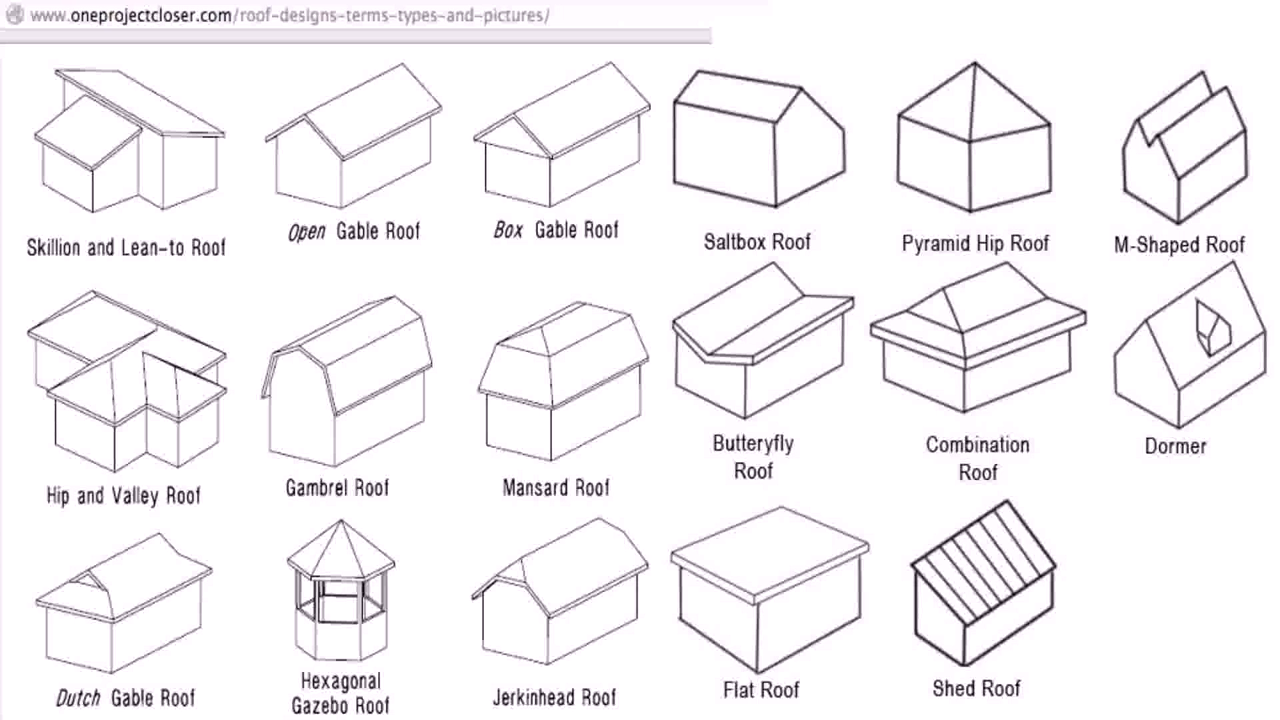 www.oneprojectcloser.com/roof-designs-terms-types-and-pictures/
Skillion and Lean-to Roof
Open Gable Roof
Box Gable Roof
Saltbox Roof
Pyramid Hip Roof
M-Shaped Roof
Hip and Valley Roof
Gambrel Roof
Mansard Roof
Butteryfly
Roof
Combination
Roof
Dormer
Dutch Gable Roof
Hexagonal
Gazebo Roof
Jerkinhead Roof
Flat Roof
Shed Roof